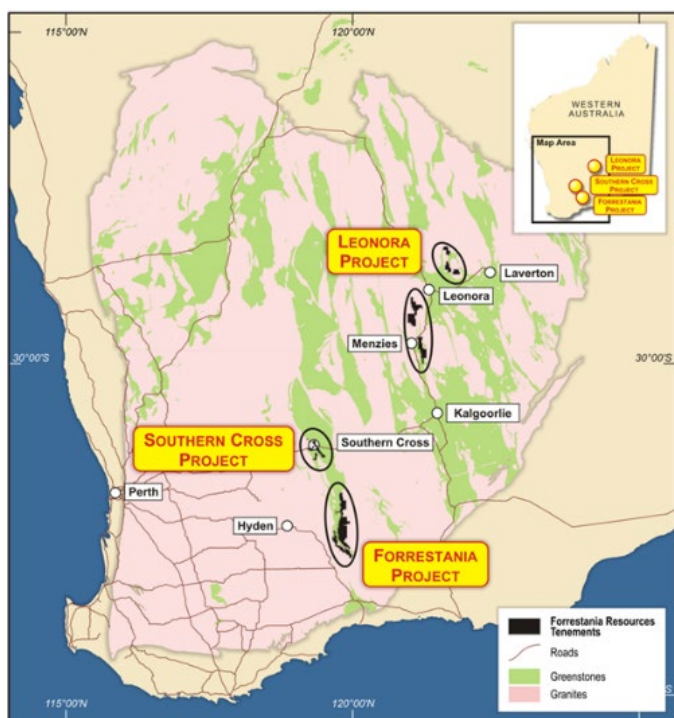 115°00"N
120°00"N
WESTERN
AUSTRALIA
Map Area
LEONORA
PROJECT
SOUTHERN CROSS
PROJECT
FORRESTANIA
PROJECT
LEONORA
PROJECT
Laverton
Leonora
Menzies
30°00"S
30°00"S
Kalgoorlie
SOUTHERN CROSS
PROJECT
Southern Cross
Perth
Hyden
FORRESTANIA
PROJECT
Forrestania Resources
Tenements
Roads
Greenstones
Granites
115°00"N
120°00"N